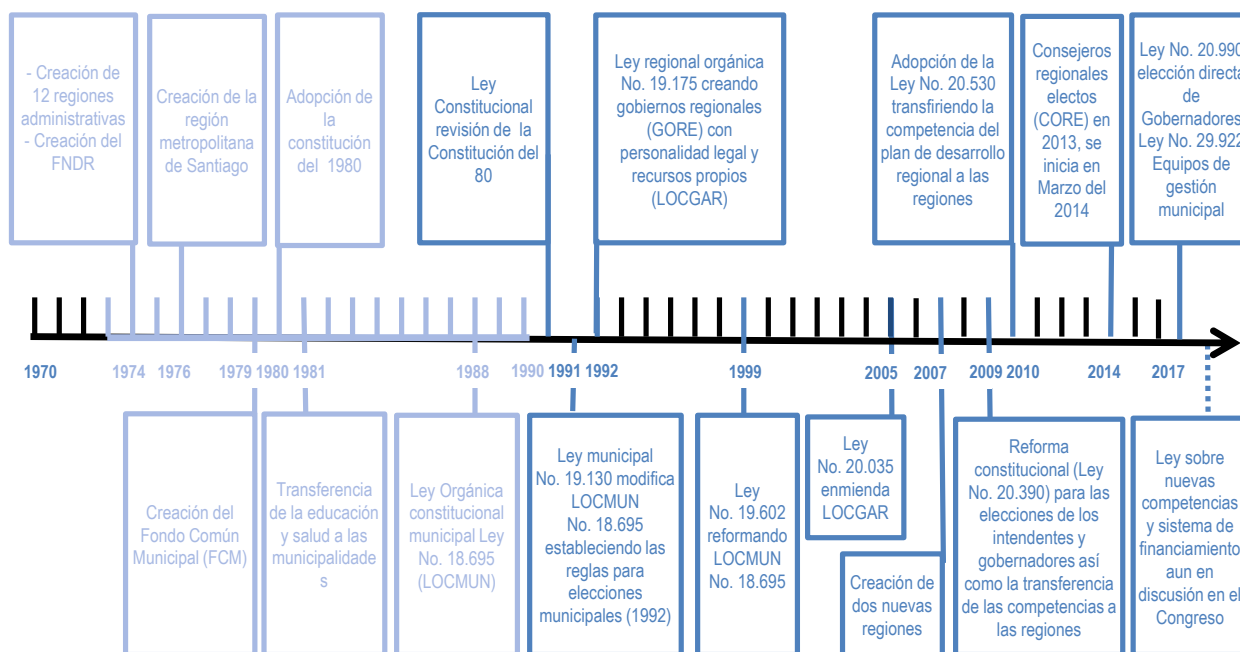 - Creación de
12 regiones
administrativas
- Creación del
FNDR
Creación de la
región
metropolitana
de Santiago
Adopción de
la
constitución
del 1980
Ley
Constitucional
revisión de la
Constitución del
80
Ley regional orgánica
No. 19.175 creando
gobiernos regionales
(GORE) con
personalidad legal y
recursos propios
(LOCGAR)
Adopción de la
Ley No. 20.530
transfiriendo la
competencia del
plan de desarrollo
regional a las
regiones
Consejeros
regionales
electos
(CORE) en
2013, se
inicia en
Marzo del
2014
Ley No. 20.990
elección directa
de
Gobernadores
Ley No. 29.922
Equipos de
gestión
municipal
1970 1974 1976 1979 1980 1981 1988 1990 1991 1992 1999 2005 2007 2009 2010 2014 2017
Creación del
Fondo Común
Municipal (FCM)
Transferencia
de la educación
y salud a las
municipalidade
s
Ley Orgánica
constitucional
municipal Ley
No. 18.695
(LOCMUN)
Ley municipal
No. 19.130 modifica
LOCMUN
No. 18.695
estableciendo las
reglas para
elecciones
municipales (1992)
Ley
No. 19.602
reformando
LOCMUN
No. 18.695
Ley
No. 20.035
enmienda
LOCGAR
Creación de
dos nuevas
regiones
Reforma
constitucional (Ley
No. 20.390) para las
elecciones de los
intendentes y
gobernadores así
como la transferencia
de las competencias a
las regiones
Ley sobre
nuevas
competencias
y sistema de
financiamiento,
aun en
discusión en el
Congreso